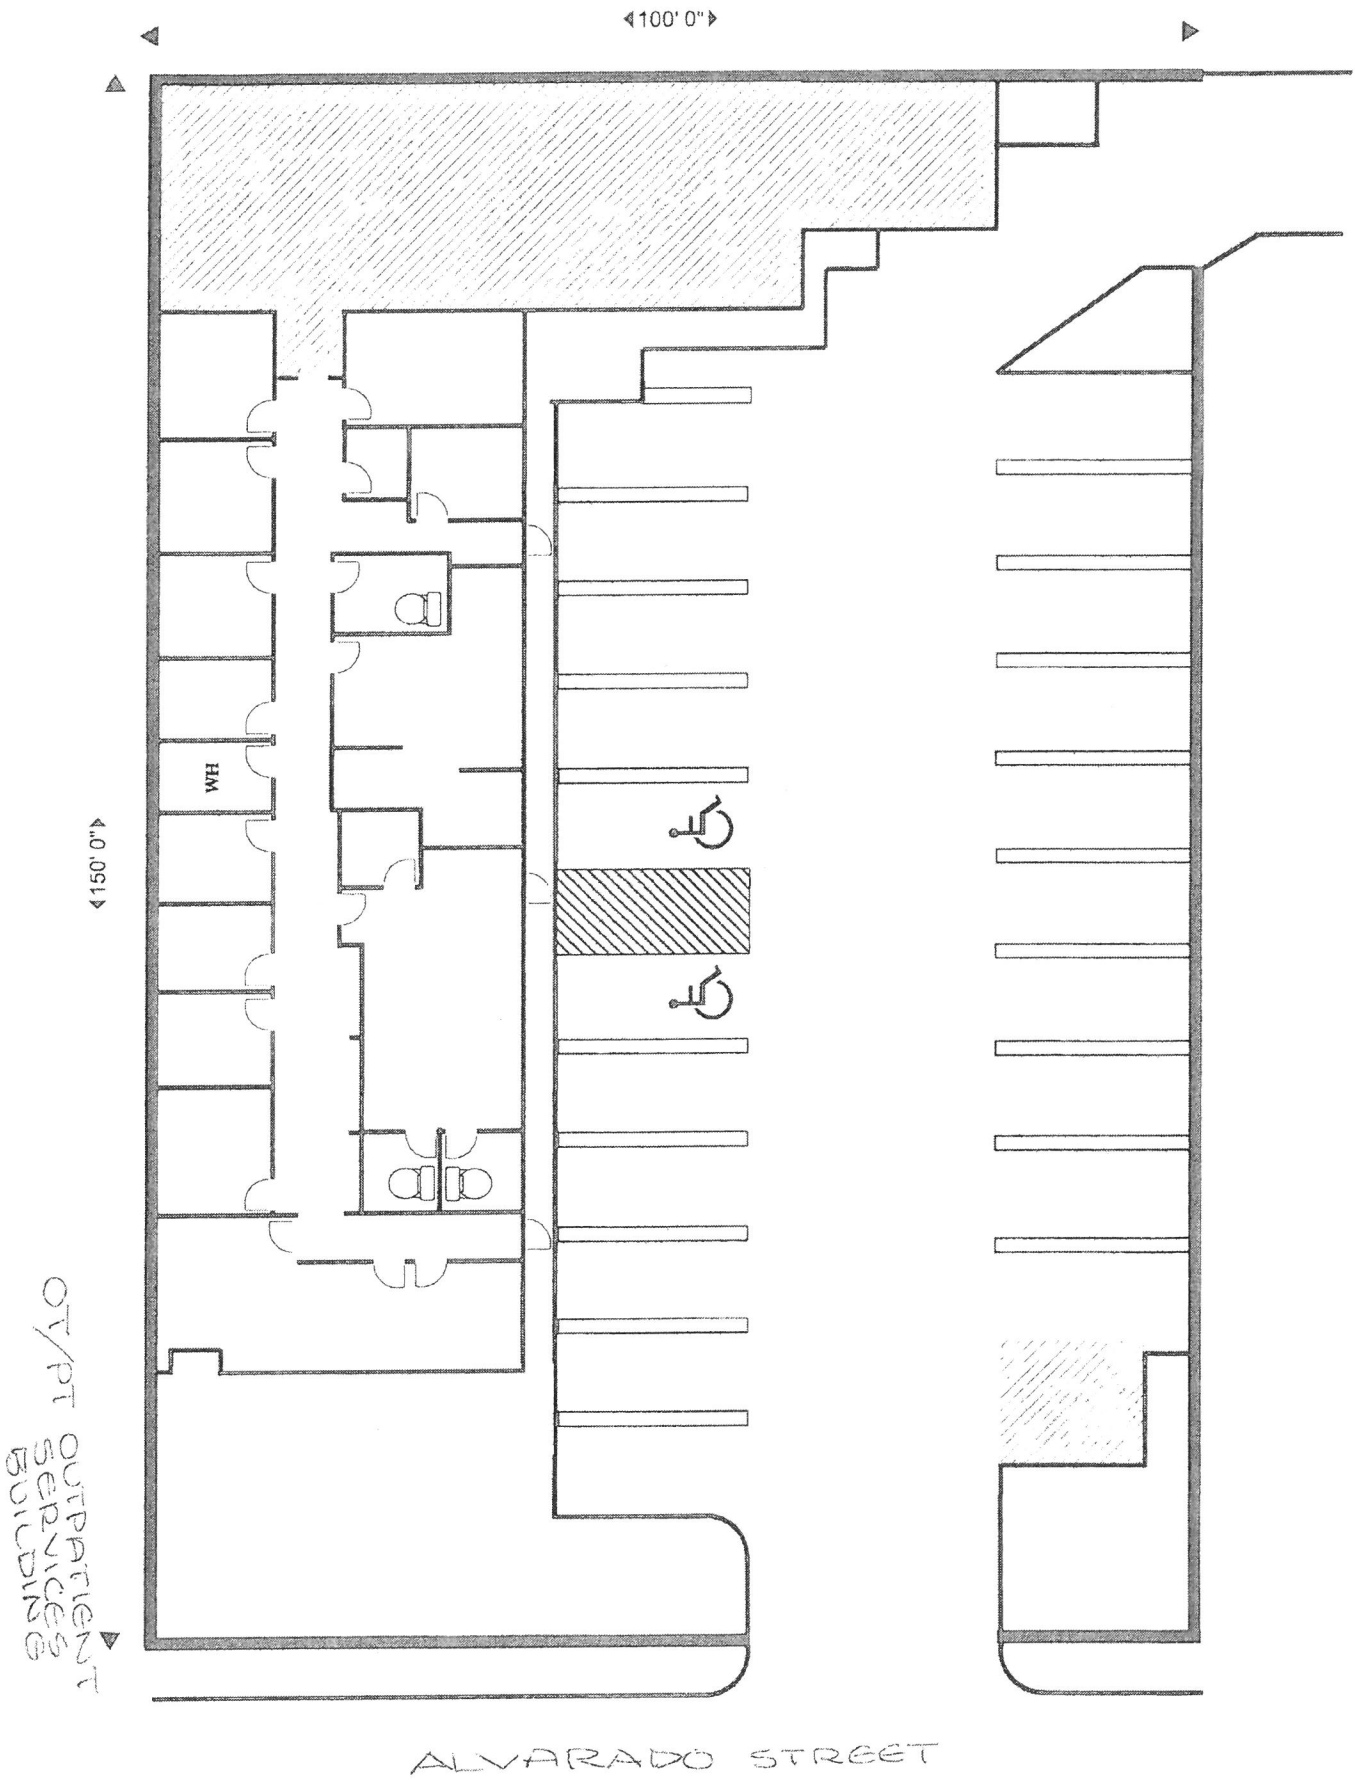 100' 0"
150' 0"
WH
OT/PT OUTPATIENT
SERVICES
BUILDING
ALVARADO STREET